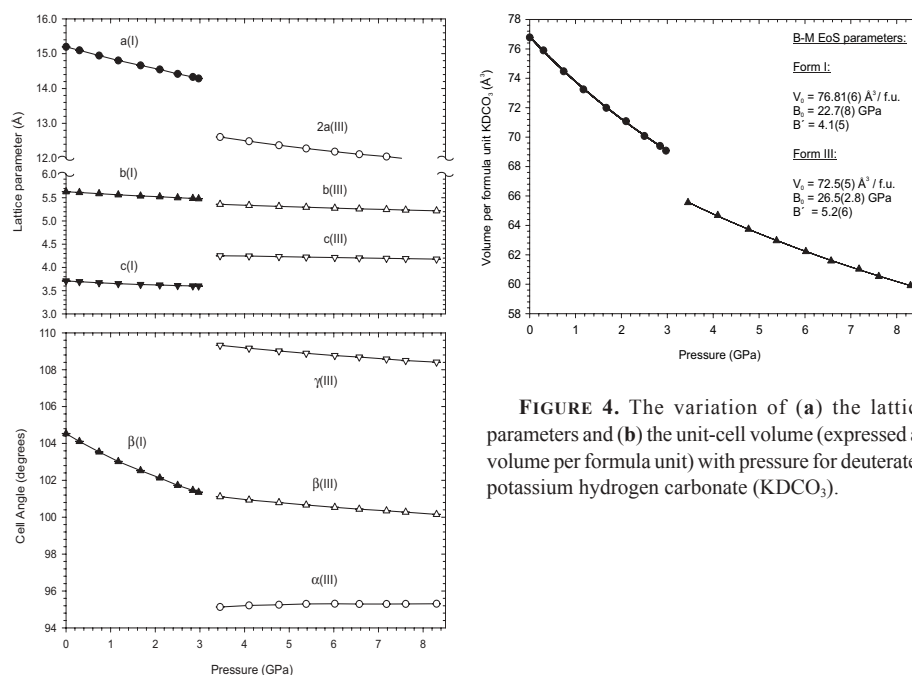 16.0
15.0
14.0
13.0
12.0
6.0
5.5
5.0
4.5
4.0
3.5
3.0
Lattice parameter (Å)
a(I)
2a(III)
b(I)
b(III)
c(III)
c(I)
110
108
106
104
102
100
98
96
94
Cell Angle (degrees)
γ(III)
β(I)
β(III)
α(III)
0 1 2 3 4 5 6 7 8
Pressure (GPa)
78
76
74
72
70
68
66
64
62
60
58
Volume per formula unit KDCO₃ (Å³)
B-M EoS parameters:
Form I:
V₀ = 76.81(6) Å³/ f.u.
B₀ = 22.7(8) GPa
B´ = 4.1(5)
Form III:
V₀ = 72.5(5) Å³/ f.u.
B₀ = 26.5(2.8) GPa
B´ = 5.2(6)
0 1 2 3 4 5 6 7 8
Pressure (GPa)
FIGURE 4. The variation of (a) the lattic
parameters and (b) the unit-cell volume (expressed a
volume per formula unit) with pressure for deuterate
potassium hydrogen carbonate (KDCO₃).